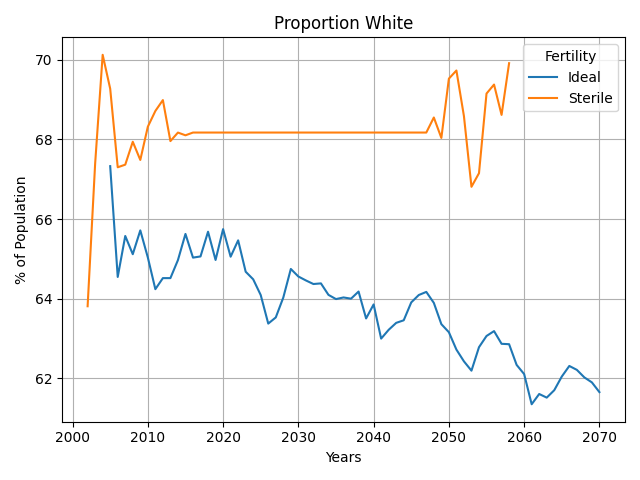 Proportion White
Fertility
Ideal
Sterile
% of Population
70
68
66
64
62
2000 2010 2020 2030 2040 2050 2060 2070
Years